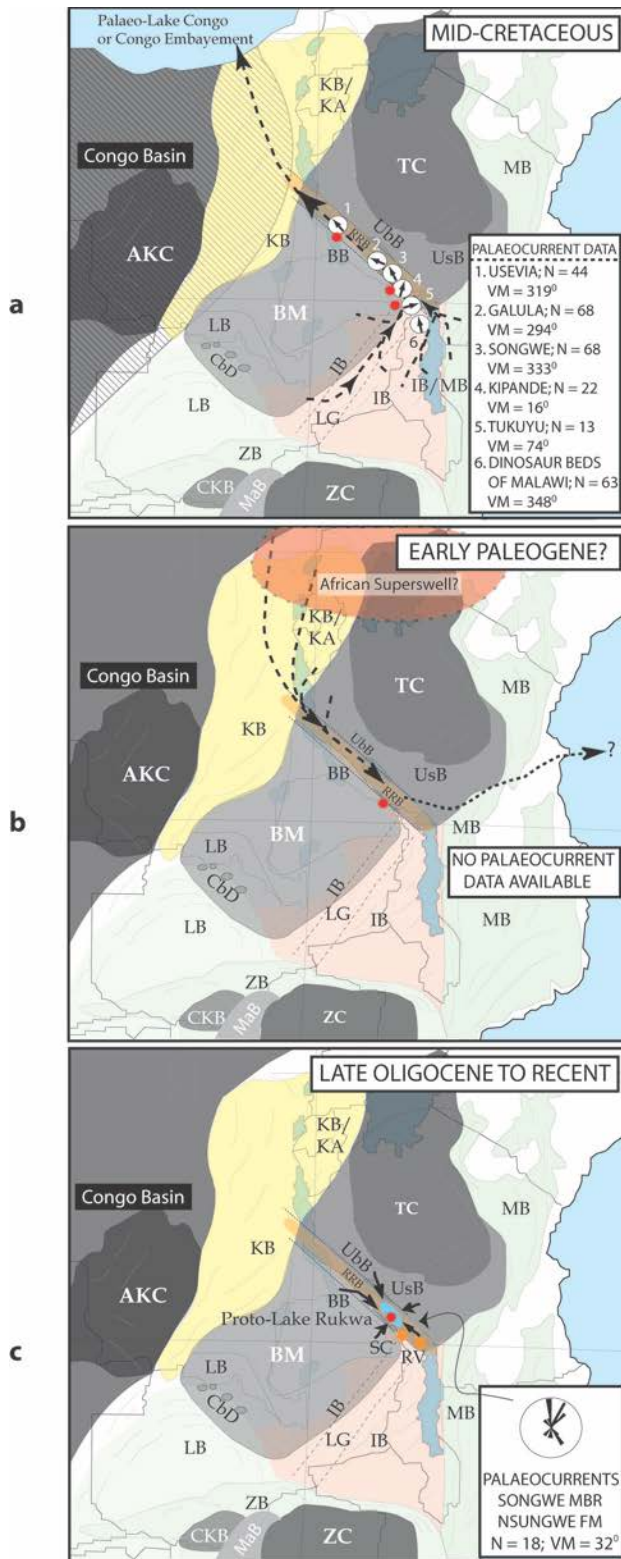 a
Palaeo-Lake Congo
or Congo Embayement
MID-CRETACEOUS
KB/
KA
Congo Basin
TC
MB
AKC
KB
1
UbB
RRB
2
BB
3
UsB
4
5
6
BM
LB
CbD
IB
IB/MB
LB
LG
IB
ZB
CKB
MaB
ZC
PALAEOCURRENT DATA
1. USEVIA; N = 44
VM = 319⁰
2. GALULA; N = 68
VM = 294⁰
3. SONGWE; N = 68
VM = 333⁰
4. KIPANDE; N = 22
VM = 16⁰
5. TUKUYU; N = 13
VM = 74⁰
6. DINOSAUR BEDS
OF MALAWI; N = 63
VM = 348⁰
b
EARLY PALEOGENE?
African Superswell?
KB/
KA
Congo Basin
TC
MB
KB
AKC
UbB
BB
UsB
RRB
?
BM
MB
LB
CbD
IB
NO PALAEOCURRENT
DATA AVAILABLE
LB
LG
IB
MB
ZB
CKB
MaB
ZC
c
LATE OLIGOCENE TO RECENT
KB/
KA
Congo Basin
TC
MB
KB
AKC
UbB
RRB
UsB
BB
Proto-Lake Rukwa
SC
RV
BM
LB
CbD
IB
MB
LB
LG
IB
ZB
CKB
MaB
ZC
PALAEOCURRENTS
SONGWE MBR
NSUNGWE FM
N = 18; VM = 32⁰